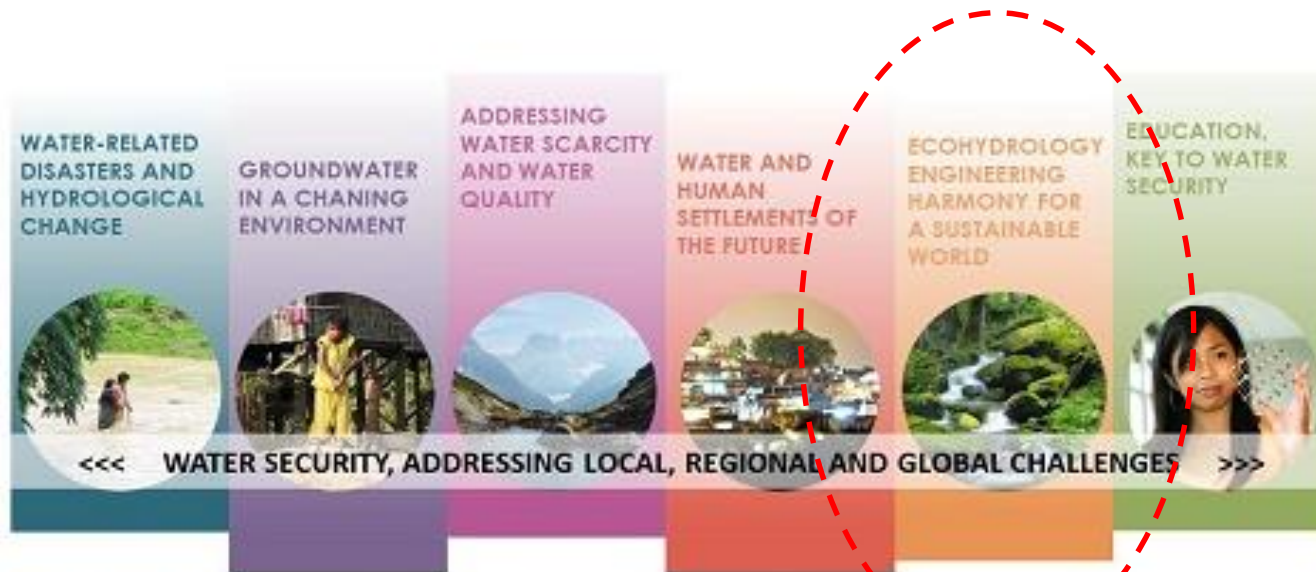 WATER-RELATED
DISASTERS AND
HYDROLOGICAL
CHANGE
GROUNDWATER
IN A CHANING
ENVIRONMENT
ADDRESSING
WATER SCARCITY
AND WATER
QUALITY
WATER AND
HUMAN
SETTLEMENTS OF
THE FUTURE
ECOHYDROLOGY
ENGINEERING
HARMONY FOR
A SUSTAINABLE
WORLD
EDUCATION,
KEY TO WATER
SECURITY
<<< WATER SECURITY, ADDRESSING LOCAL, REGIONAL AND GLOBAL CHALLENGES >>>